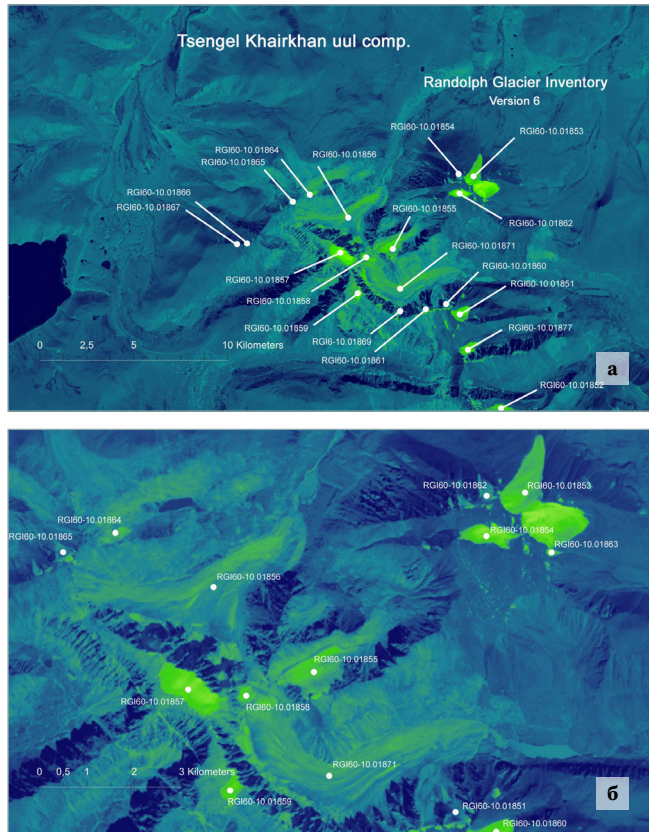 Tsengel Khairkhan uul comp.
Randolph Glacier Inventory
Version 6
RGI60-10.01854
RGI60-10.01853
RGI60-10.01864
RGI60-10.01865
RGI60-10.01856
RGI60-10.01866
RGI60-10.01867
RGI60-10.01855
RGI60-10.01862
RGI60-10.01871
RGI60-10.01857
RGI60-10.01860
RGI60-10.01858
RGI60-10.01851
RGI60-10.01859
RGI6-10.01869
RGI60-10.01861
RGI60-10.01877
0 2,5 10 Kilometers
RGI60-10.01852
а
RGI60-10.01862
RGI60-10.01853
RGI60-10.01864
RGI60-10.01865
RGI60-10.01854
RGI60-10.01863
RGI60-10.01856
RGI60-10.01855
RGI60-10.01857
RGI60-10.01858
RGI60-10.01871
0 0,5 1 2 3 Kilometers
RGI60-10.01859
RGI60-10.01851
RGI60-10.01860
б